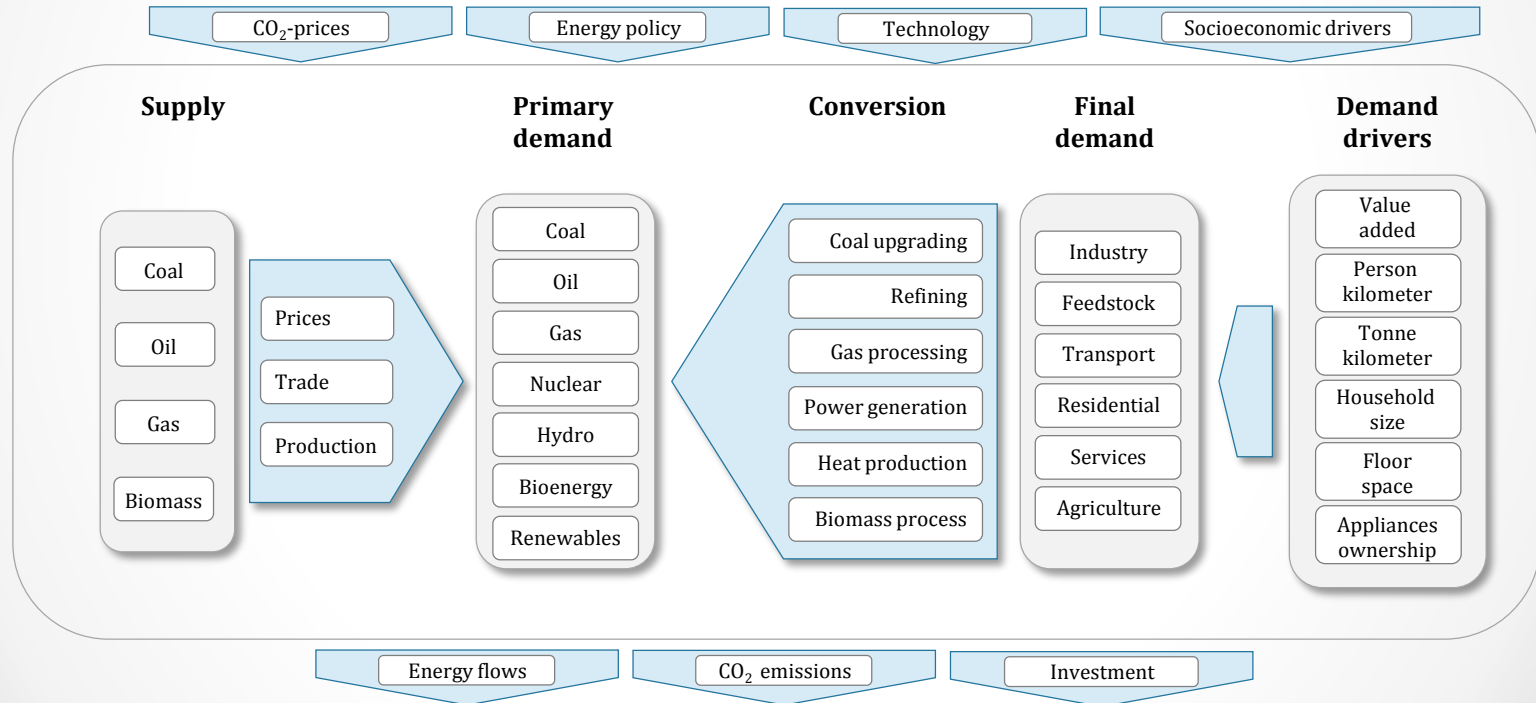 CO₂-prices
Energy policy
Technology
Socioeconomic drivers
Supply
Primary
demand
Conversion
Final
demand
Demand
drivers
Coal
Oil
Gas
Biomass
Prices
Trade
Production
Coal
Oil
Gas
Nuclear
Hydro
Bioenergy
Renewables
Coal upgrading
Refining
Gas processing
Power generation
Heat production
Biomass process
Industry
Feedstock
Transport
Residential
Services
Agriculture
Value
added
Person
kilometer
Tonne
kilometer
Household
size
Floor
space
Appliances
ownership
Energy flows
CO₂ emissions
Investment